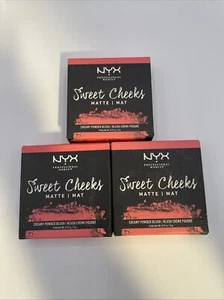 NYX
PROFESSIONAL
MAKEUP
Sweet Cheeks
MATTE | MAT
CREAMY POWDER BLUSH • BLUSH CRÈME POUDRE
NYX
PROFESSIONAL
MAKEUP
Sweet Cheeks
MATTE | MAT
CREAMY POWDER BLUSH • BLUSH CRÈME POUDRE
NYX
PROFESSIONAL
MAKEUP
Sweet Cheeks
MATTE | MAT
CREAMY POWDER BLUSH • BLUSH CRÈME POUDRE